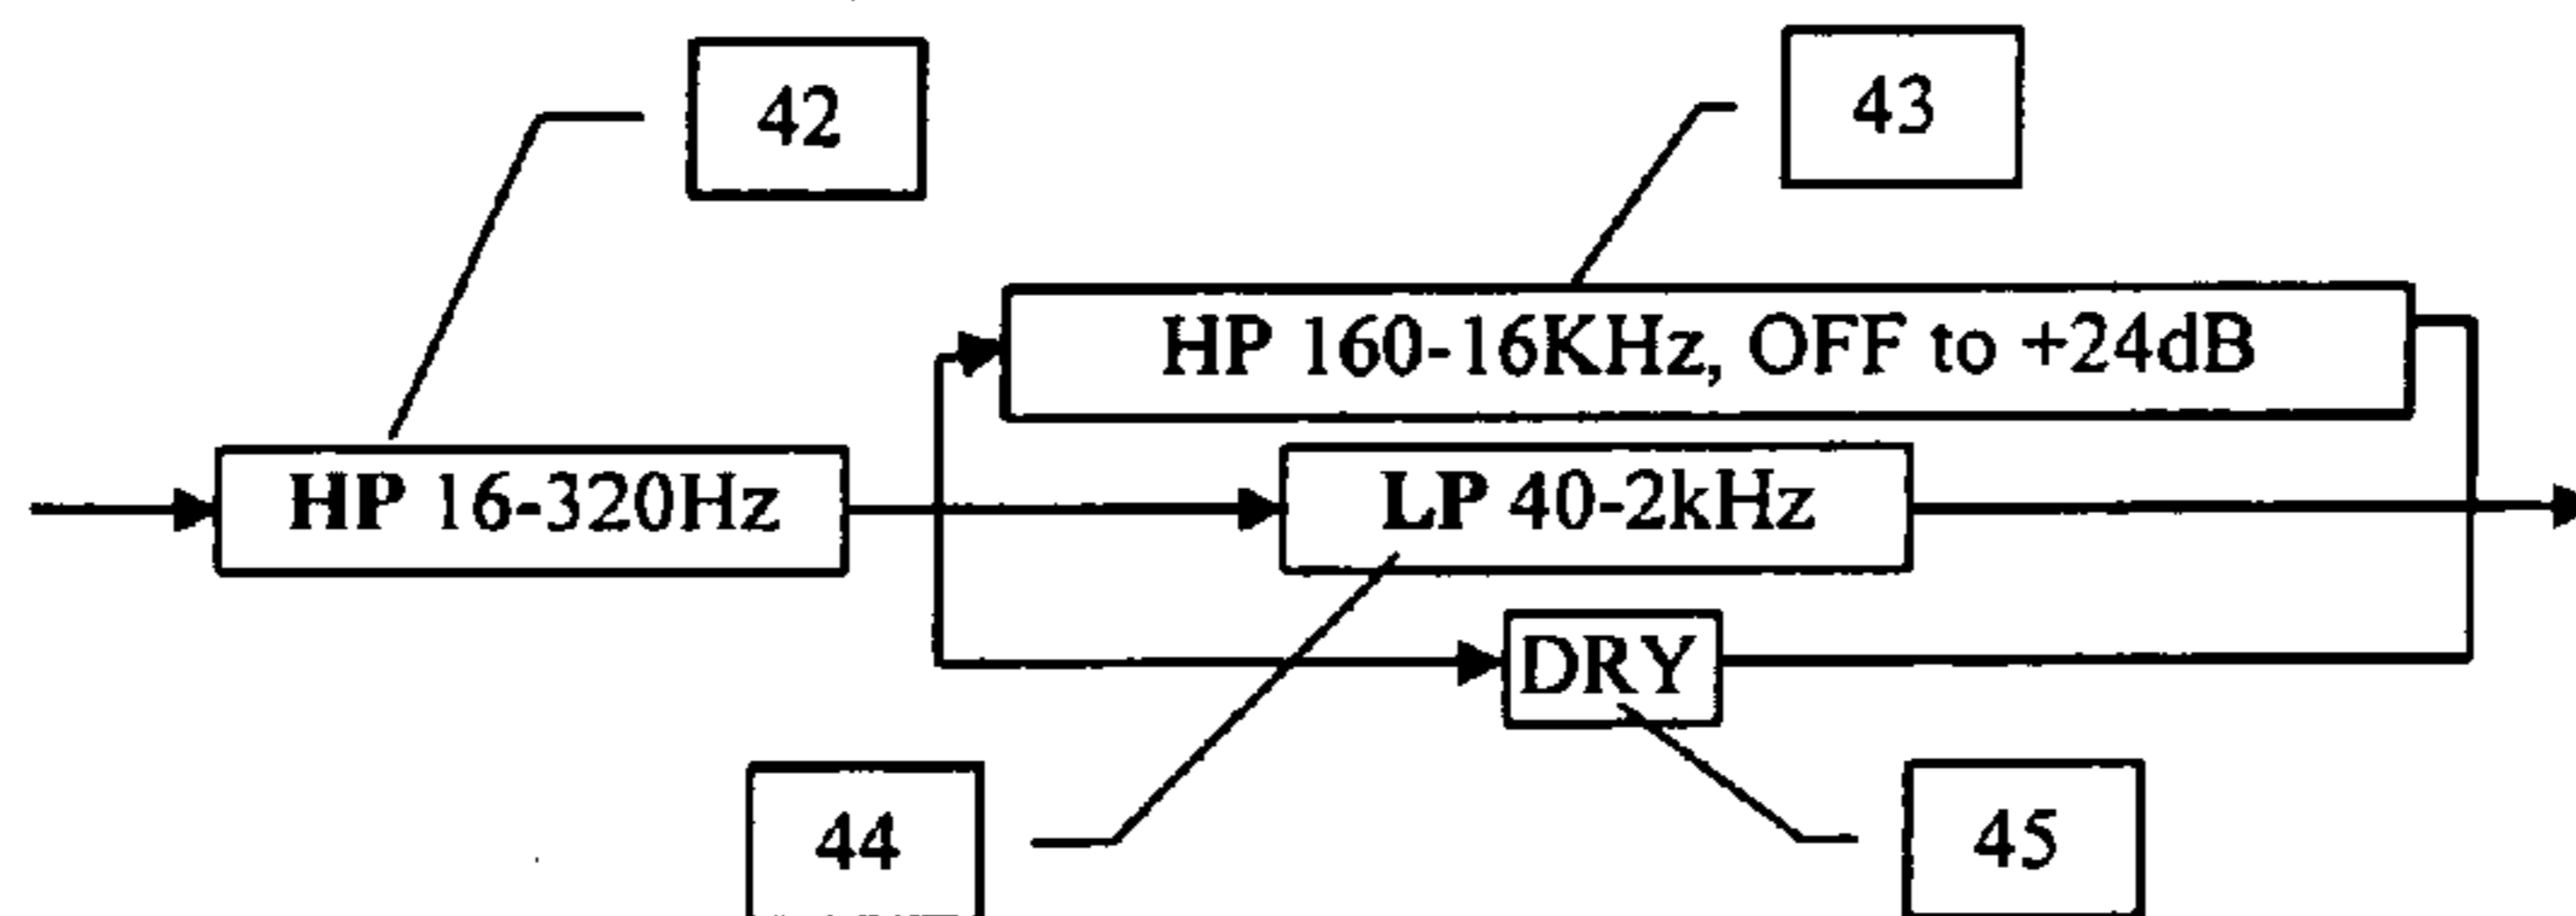 42
43
HP 160-16KHz, OFF to +24dB
HP 16-320Hz
LP 40-2kHz
DRY
44
45